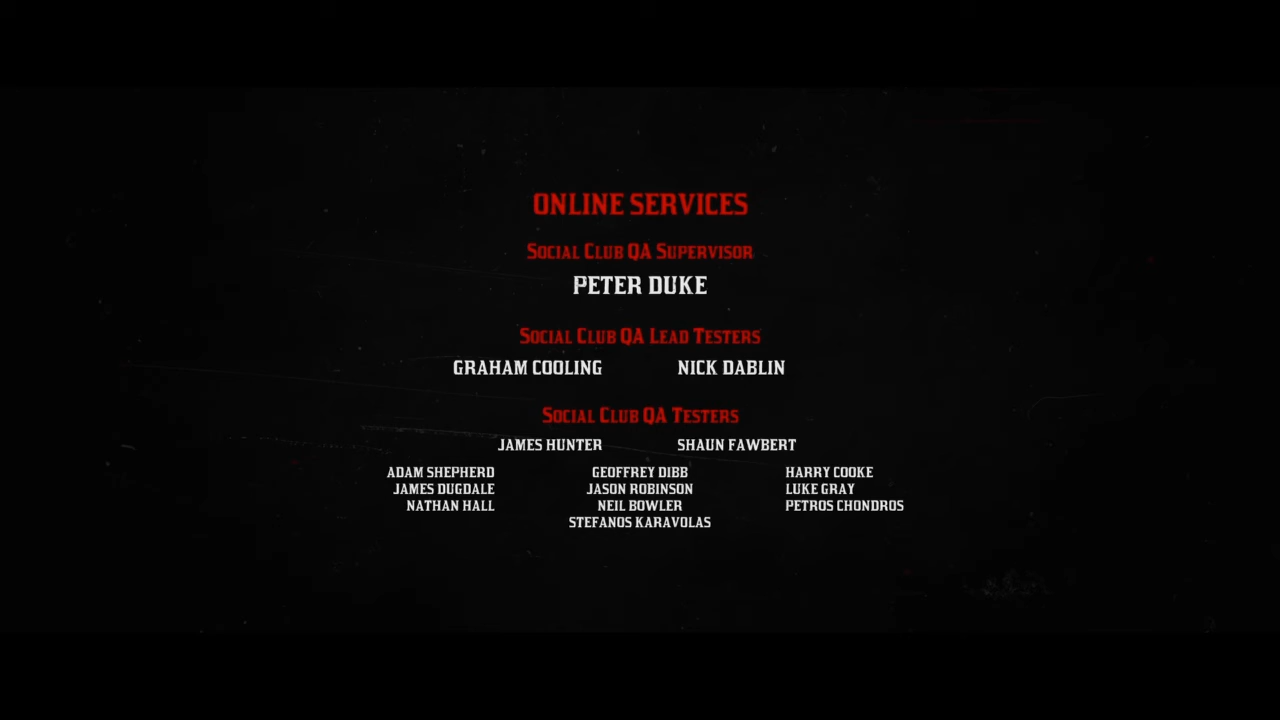 ONLINE SERVICES
SOCIAL CLUB QA SUPERVISOR
PETER DUKE
SOCIAL CLUB QA LEAD TESTERS
GRAHAM COOLING NICK DABLIN
SOCIAL CLUB QA TESTERS
JAMES HUNTER SHAUN FAWBERT
ADAM SHEPHERD GEOFFREY DIBB HARRY COOKE
JAMES DUGDALE JASON ROBINSON LUKE GRAY
NATHAN HALL NEIL BOWLER PETROS CHONDROS
STEFANOS KARAVOLAS